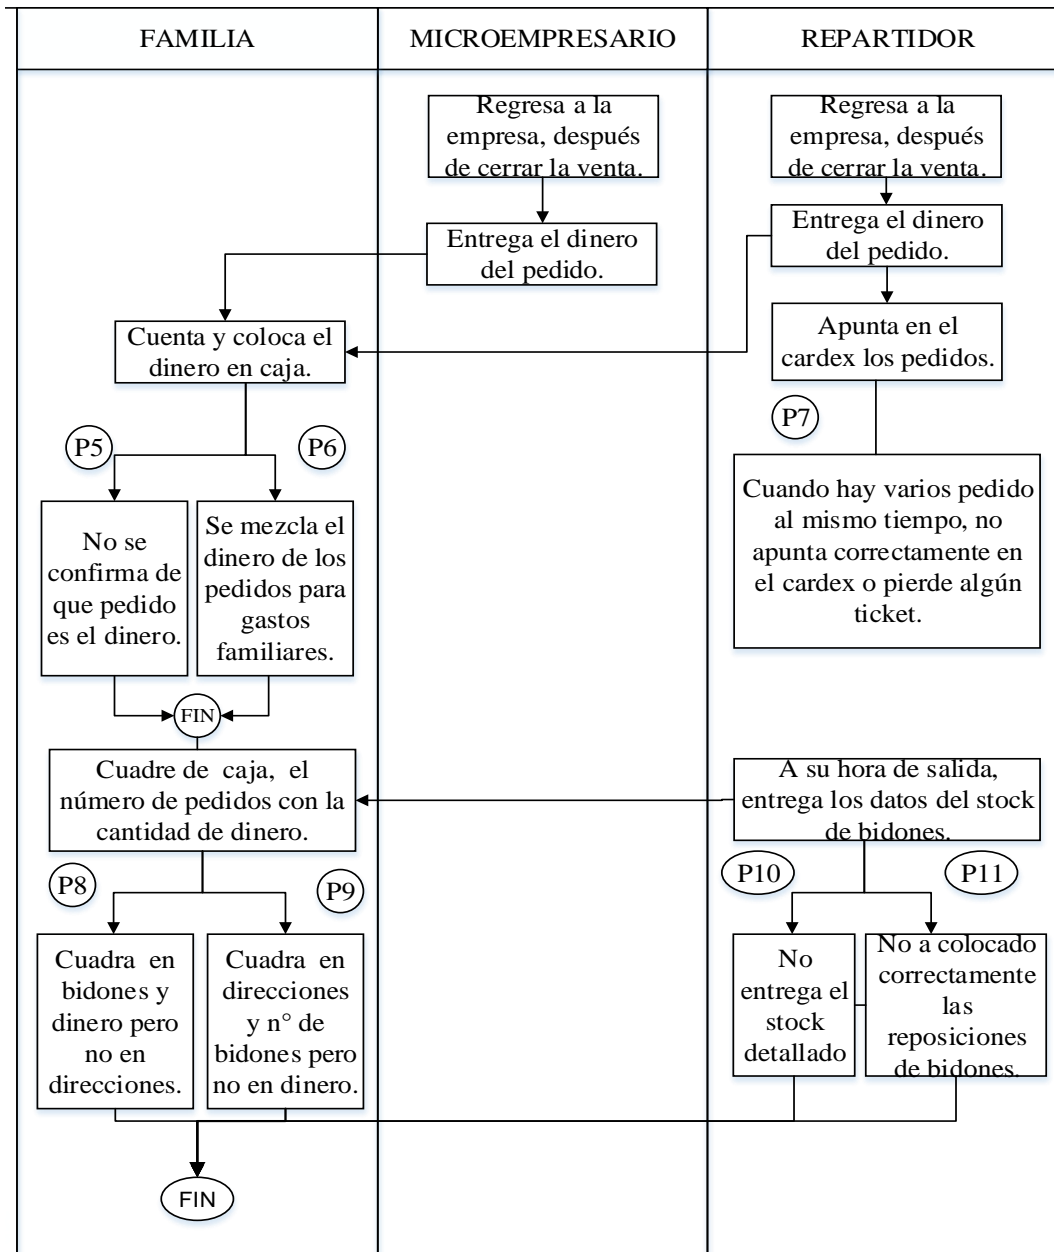 FAMILIA
MICROEMPRESARIO
REPARTIDOR
Regresa a la
empresa, después
de cerrar la venta.
Regresa a la
empresa, después
de cerrar la venta.
Entrega el dinero
del pedido.
Entrega el dinero
del pedido.
Cuenta y coloca el
dinero en caja.
Apunta en el
cardex los pedidos.
P5
P6
P7
No se
confirma de
que pedido
es el dinero.
Se mezcla el
dinero de los
pedidos para
gastos
familiares.
Cuando hay varios pedido
al mismo tiempo, no
apunta correctamente en
el cardex o pierde algún
ticket.
FIN
Cuadre de caja, el
número de pedidos con la
cantidad de dinero.
A su hora de salida,
entrega los datos del stock
de bidones.
P8
P9
P10
P11
Cuadra en
bidones y
dinero pero
no en
direcciones.
Cuadra en
direcciones
y n° de
bidones pero
no en dinero.
No
entrega el
stock
detallado
No a colocado
correctamente
las
reposiciones
de bidones.
FIN